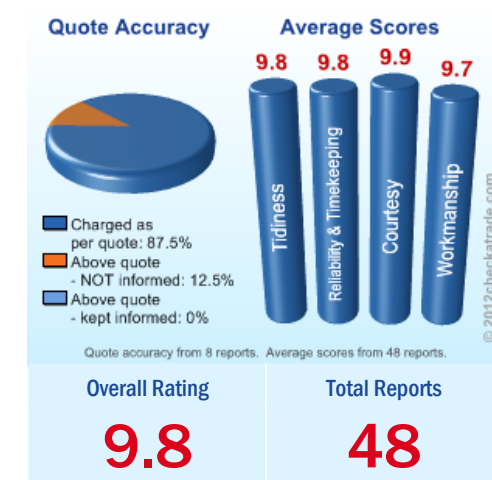 Quote Accuracy
Charged as
per quote: 87.5%
Above quote
- NOT informed: 12.5%
Above quote
- kept informed: 0%
Average Scores
9.8
9.8
9.9
9.7
Tidiness
Reliability & Timekeeping
Courtesy
Workmanship
© 2012checkatrade.com
Quote accuracy from 8 reports. Average scores from 48 reports.
Overall Rating
9.8
Total Reports
48